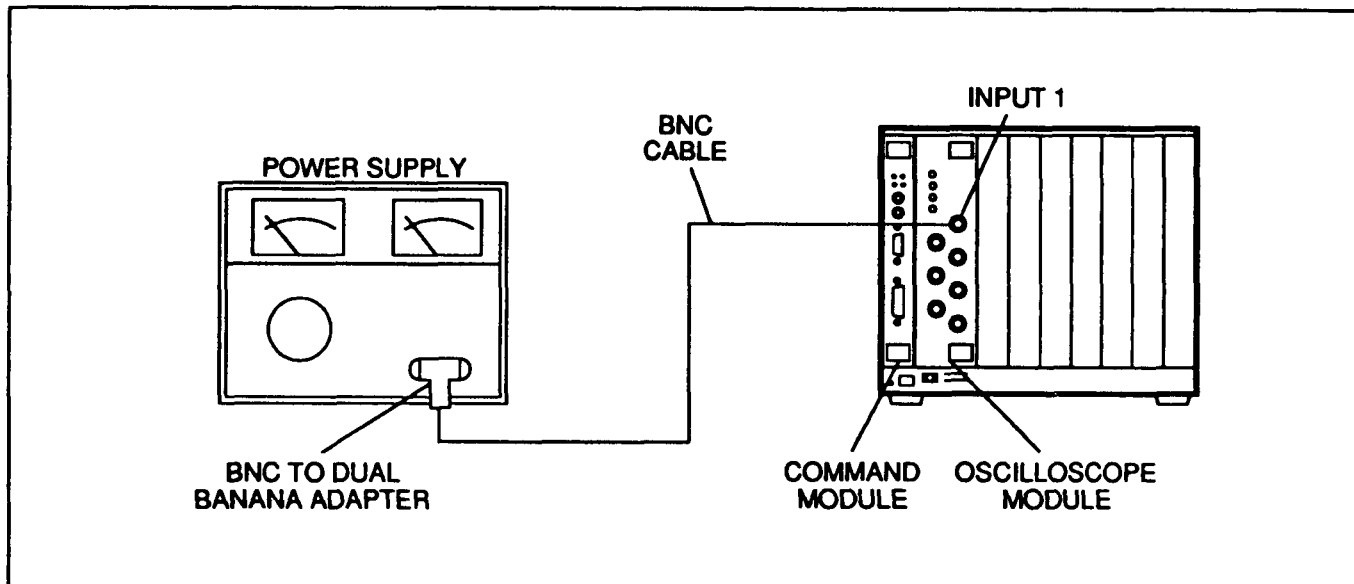 INPUT 1
BNC
CABLE
POWER SUPPLY
BNC TO DUAL
BANANA ADAPTER
COMMAND
MODULE
OSCILLOSCOPE
MODULE